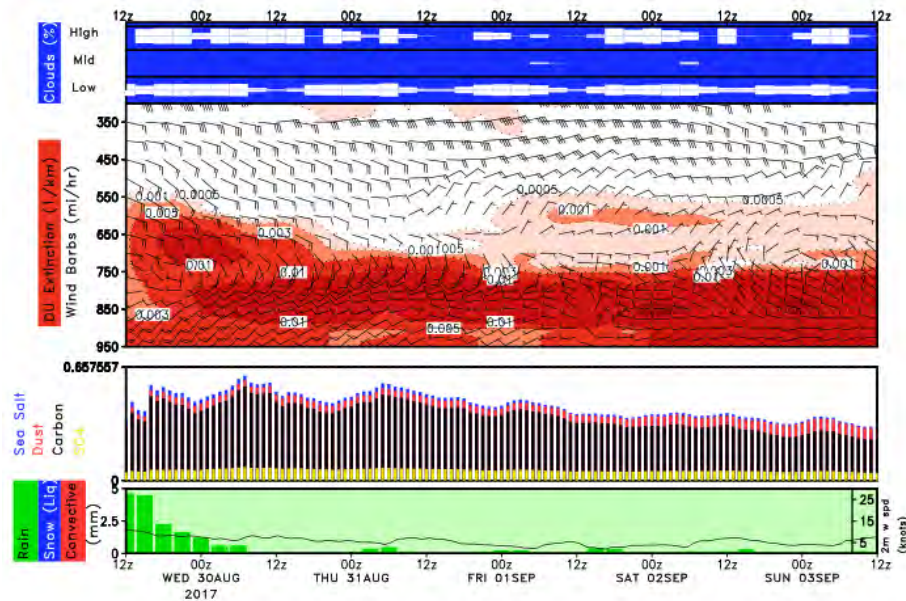 12z 00z 12z 00z 12z 00z 12z 00z 12z 00z 12z
Clouds (%)
High
Mid
Low
DU Extinction (1/km)
Wind Barbs (mi/hr)
350
450
550
650
750
850
950
0.001
0.0005
0.003
0.003
0.01
0.01
0.003
0.01
0.005
0.001005
0.003
0.01
0.01
0.0005
0.001
0.001
0.001
0.0005
0.003
0.001
0.657557
0
Sea Salt
Dust
Carbon
SO4
Rain
Snow (Liq)
Convective
(mm)
5
2.5
0
25
15
5
2m w spd
(knots)
12z 00z 12z 00z 12z 00z 12z 00z 12z 00z 12z
WED 30AUG THU 31AUG FRI 01SEP SAT 02SEP SUN 03SEP
2017